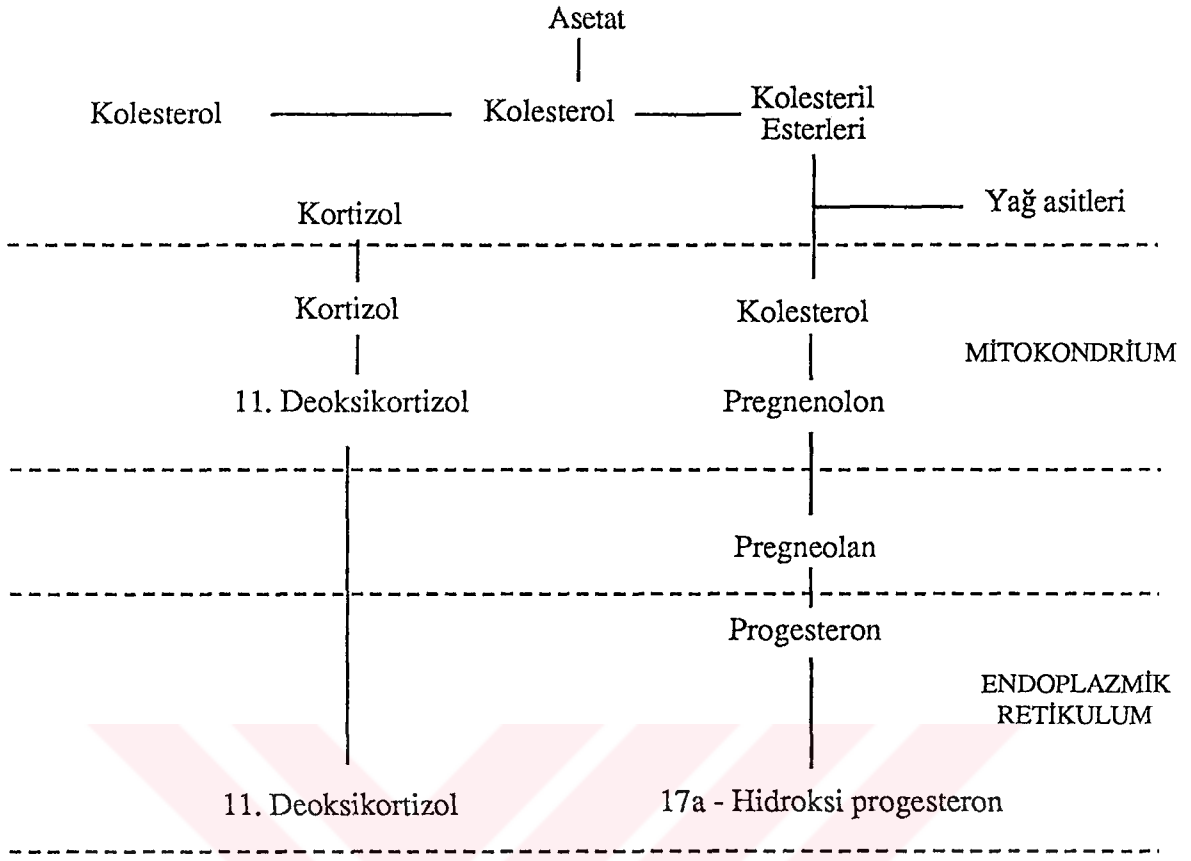 Asetat
Kolesterol Kolesterol Kolesteril
Esterleri
Yağ asitleri
Kortizol
Kortizol Kolesterol
MİTOKONDRİUM
11. Deoksikortizol Pregnenolon
Pregneolan
Progesteron
ENDOPLAZMİK
RETİKULUM
11. Deoksikortizol 17a - Hidroksi progesteron